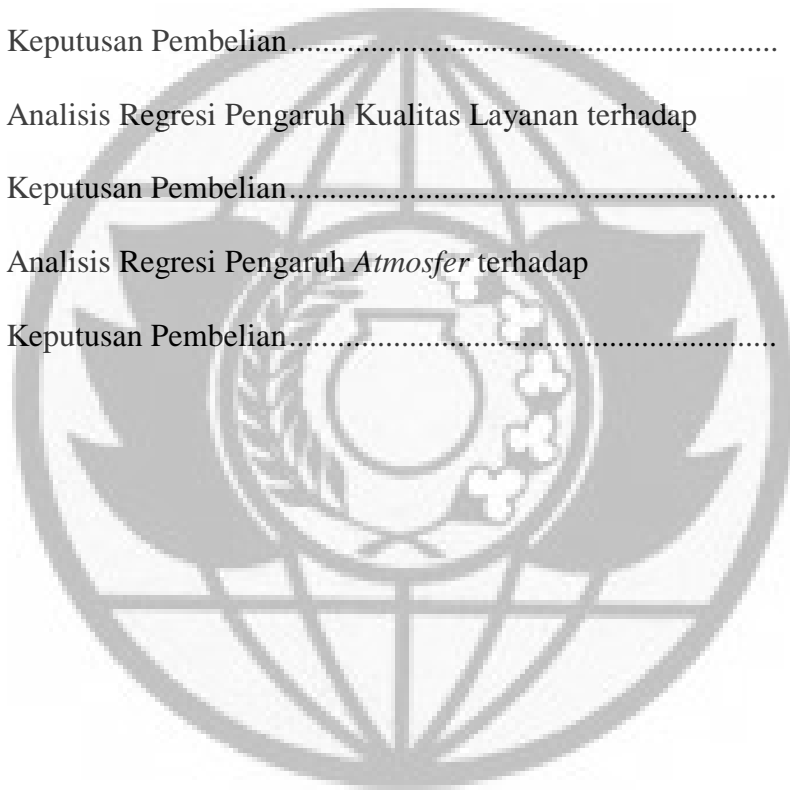 Keputusan Pembelian.............................................................
Analisis Regresi Pengaruh Kualitas Layanan terhadap
Keputusan Pembelian.............................................................
Analisis Regresi Pengaruh Atmosfer terhadap
Keputusan Pembelian.............................................................